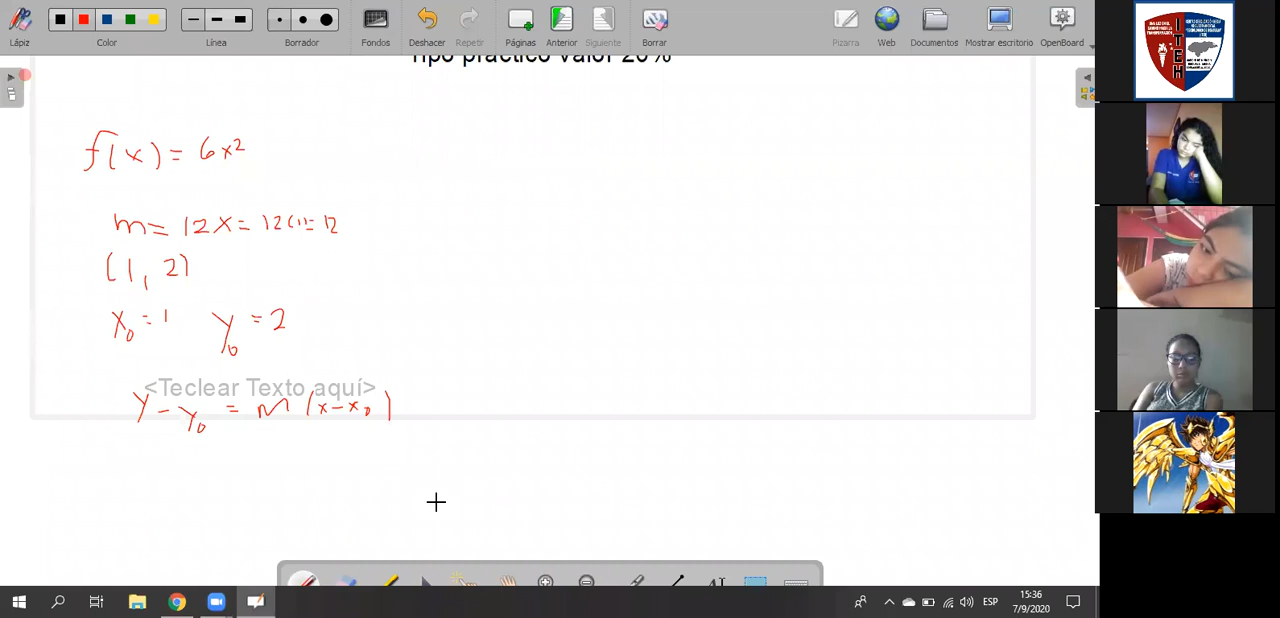 Lápiz
Color
Línea
Borrador
Fondos
Deshacer
Repetir
Páginas
Anterior
Siguiente
Borrar
Pizarra
Web
Documentos
Mostrar escritorio
OpenBoard
Tipo práctico Valor 20%
f(x) = 6x²
m = 12x = 12(1) = 12
(1, 2)
x₀ = 1 y₀ = 2
<Teclear Texto aquí>
y - y₀ = m (x - x₀)
ITEH
ESP
15:36
7/9/2020